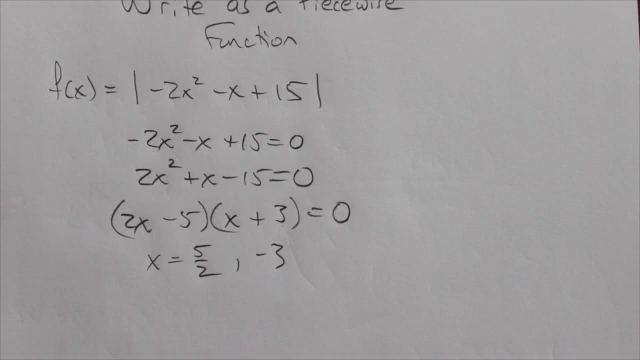 Write as a Piecewise
Function
f(x) = | -2x² - x + 15 |
-2x² - x + 15 = 0
2x² + x - 15 = 0
(2x - 5)(x + 3) = 0
x = 5/2 , -3